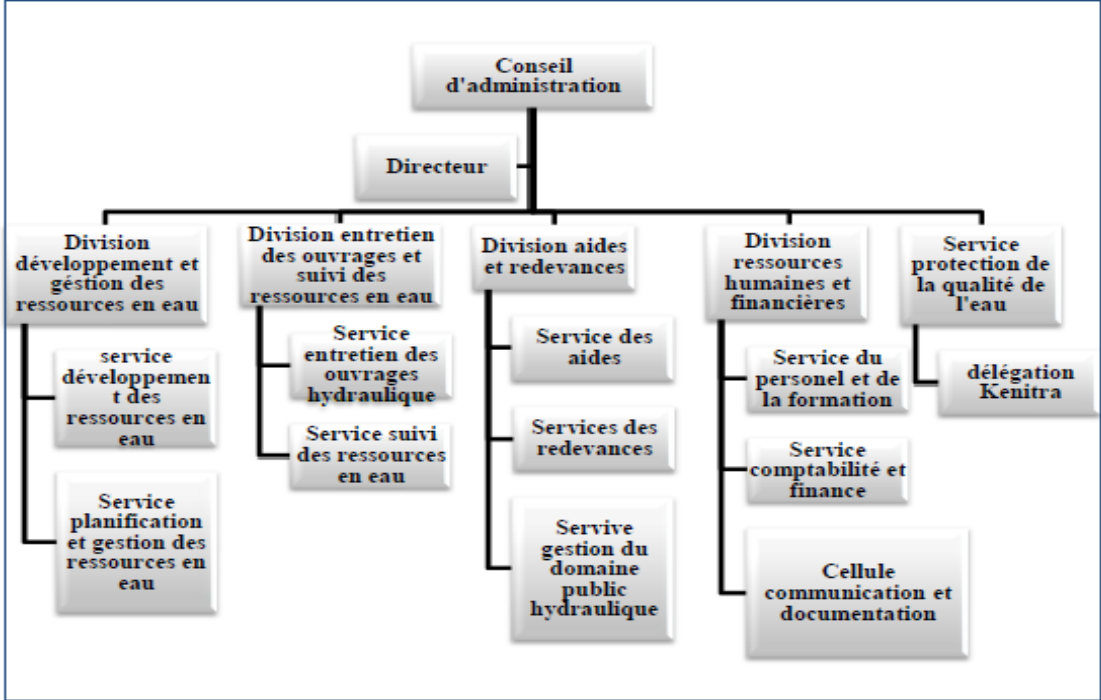 Conseil
d'administration
Directeur
Division
développement et
géstion des
ressources en eau
service
développemen
t des
ressources en
eau
Service
planification
et gestion des
ressources en
eau
Division entretien
des ouvrages et
suivi des
ressources en eau
Service
entretien des
ouvrages
hydraulique
Service suivi
des ressources
en eau
Division aides
et redevances
Service des
aides
Services des
redevances
Servive
gestion du
domaine
public
hydraulique
Division
ressources
humaines et
financières
Service du
personel et de
la formation
Service
comptabilité et
finance
Cellule
communication et
documentation
Service
protection de
la qualité de
l'eau
délégation
Kenitra